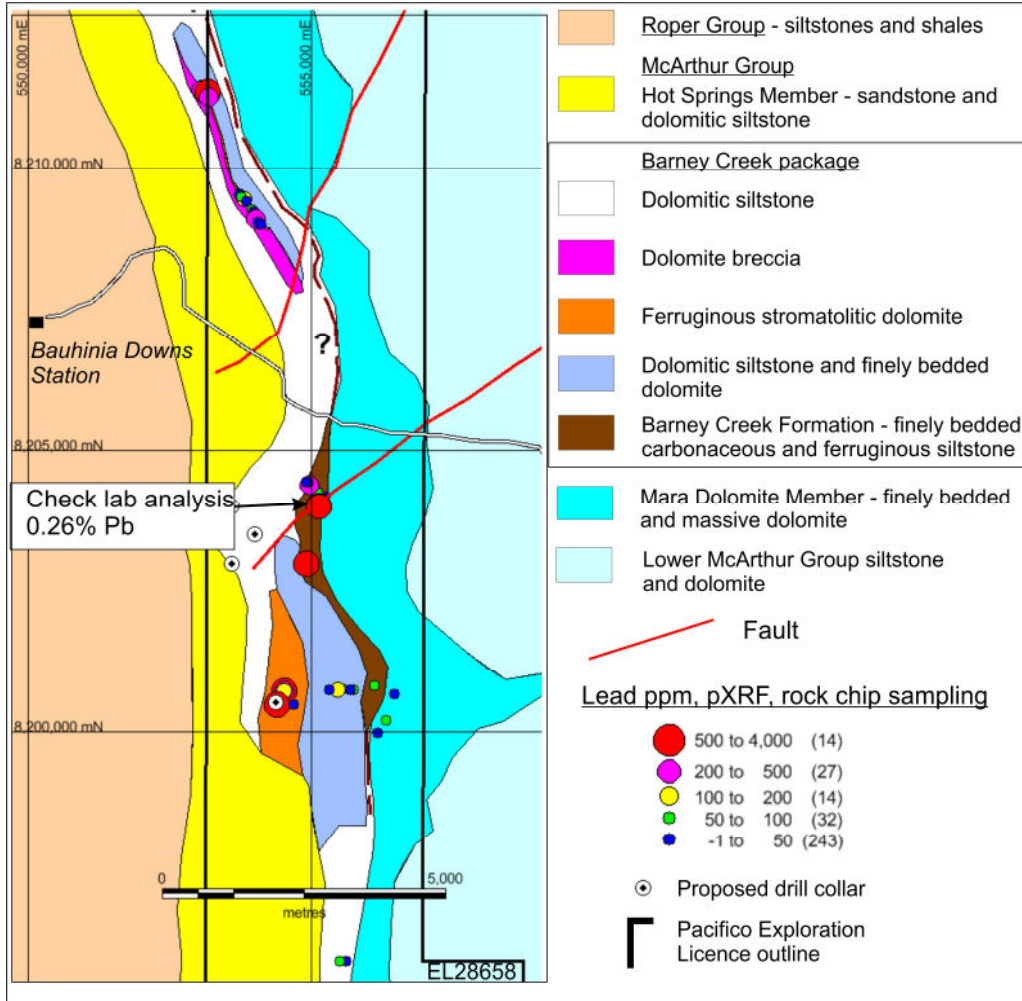 550,000 mE
555,000 mE
8,210,000 mN
Bauhinia Downs
Station
?
8,205,000 mN
Check lab analysis
0.26% Pb
8,200,000 mN
0 5,000
metres
EL28658
Roper Group - siltstones and shales
McArthur Group
Hot Springs Member - sandstone and
dolomitic siltstone
Barney Creek package
Dolomitic siltstone
Dolomite breccia
Ferruginous stromatolitic dolomite
Dolomitic siltstone and finely bedded
dolomite
Barney Creek Formation - finely bedded
carbonaceous and ferruginous siltstone
Mara Dolomite Member - finely bedded
and massive dolomite
Lower McArthur Group siltstone
and dolomite
Fault
Lead ppm, pXRF, rock chip sampling
500 to 4,000 (14)
200 to 500 (27)
100 to 200 (14)
50 to 100 (32)
-1 to 50 (243)
Proposed drill collar
Pacifico Exploration
Licence outline